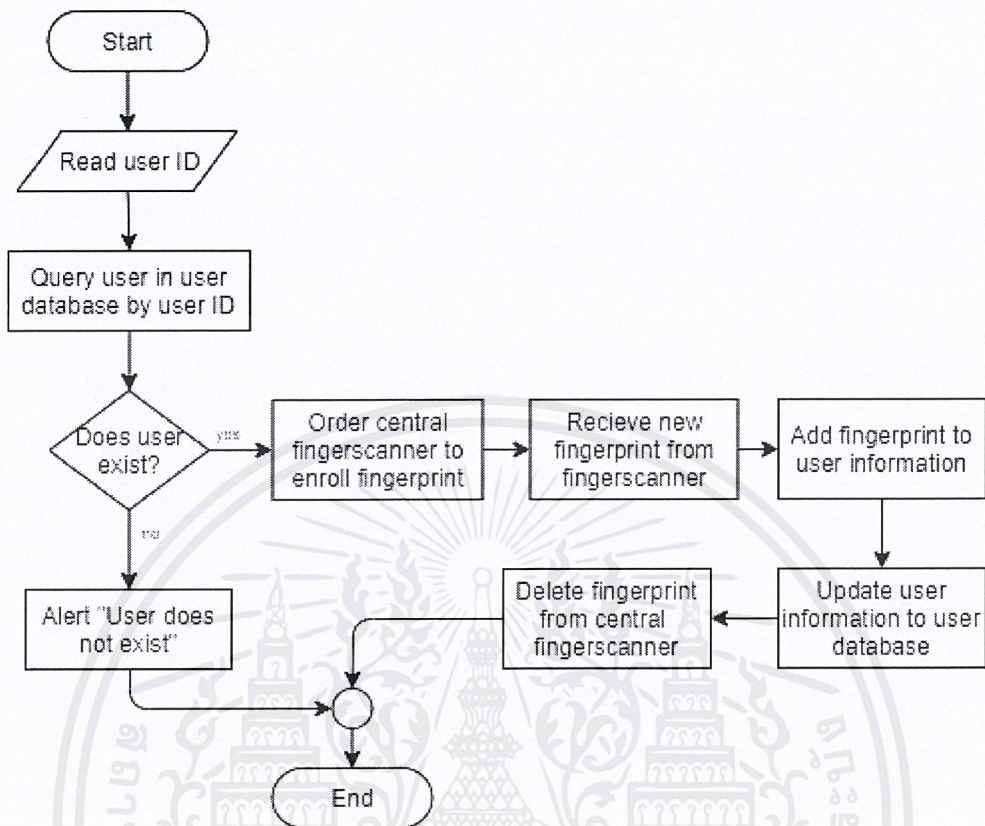 Start
Read user ID
Query user in user
database by user ID
Does user
exist?
yes
Order central
fingerscanner to
enroll fingerprint
Recieve new
fingerprint from
fingerscanner
Add fingerprint to
user information
no
Alert "User does
not exist"
Delete fingerprint
from central
fingerscanner
Update user
information to user
database
End